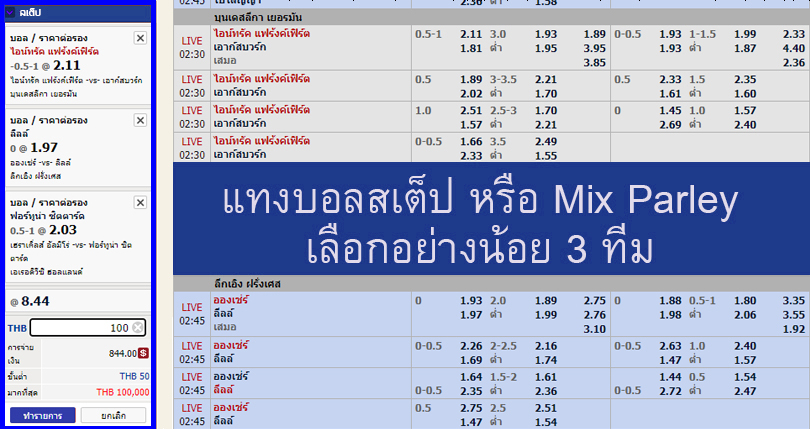 สเต็ป
บอล / ราคาต่อรอง
ไอน์ทรัค แฟร้งค์เฟิร์ต
-0.5-1 @ 2.11
ไอน์ทรัค แฟร้งค์เฟิร์ต -vs- เอาก์สบวร์ก
บุนเดสลีกา เยอรมัน
บอล / ราคาต่อรอง
ลีลล์
0 @ 1.97
อองเช่ร์ -vs- ลีลล์
ลีกเอิง ฝรั่งเศส
บอล / ราคาต่อรอง
ฟอร์ทูน่า ซิตตาร์ด
0.5-1 @ 2.03
เฮราเคิ่ลส์ อัลมีโร่ -vs- ฟอร์ทูน่า ซิต
ตาร์ด
เอเรอดิวิซี ฮอลแลนด์
@ 8.44
THB 100
การจ่าย
เงิน 844.00 $
ขั้นต่ำ THB 50
มากที่สุด THB 100,000
ทำรายการ ยกเลิก
02:45 2.36 1.58
บุนเดสลีกา เยอรมัน
LIVE ไอน์ทรัค แฟร้งค์เฟิร์ต 0.5-1 2.11 3.0 1.93 1.89 0-0.5 1.93 1-1.5 1.99 2.33
02:30 เอาก์สบวร์ก 1.81 ต่ำ 1.95 3.95 1.93 ต่ำ 1.87 4.40
เสมอ 3.85 2.36
LIVE ไอน์ทรัค แฟร้งค์เฟิร์ต 0.5 1.89 3-3.5 2.21 0.5 2.33 1.5 2.35
02:30 เอาก์สบวร์ก 2.02 ต่ำ 1.70 1.61 ต่ำ 1.60
LIVE ไอน์ทรัค แฟร้งค์เฟิร์ต 1.0 2.51 2.5-3 1.70 0 1.45 1.0 1.57
02:30 เอาก์สบวร์ก 1.57 ต่ำ 2.21 2.69 ต่ำ 2.40
LIVE ไอน์ทรัค แฟร้งค์เฟิร์ต 0-0.5 1.66 3.5 2.49
02:30 เอาก์สบวร์ก 2.33 ต่ำ 1.55
แทงบอลสเต็ป หรือ Mix Parley
เลือกอย่างน้อย 3 ทีม
ลีกเอิง ฝรั่งเศส
LIVE อองเช่ร์ 0 1.93 2.0 1.89 2.75 0 1.88 0.5-1 1.80 3.35
02:45 ลีลล์ 1.97 ต่ำ 1.99 2.76 1.98 ต่ำ 2.06 3.55
เสมอ 3.10 1.92
LIVE อองเช่ร์ 0-0.5 2.26 2-2.5 2.16 0-0.5 2.63 1.0 2.40
02:45 ลีลล์ 1.69 ต่ำ 1.74 1.47 ต่ำ 1.57
LIVE อองเช่ร์ 1.64 1.5-2 1.61 1.44 0.5 1.54
02:45 ลีลล์ 0-0.5 2.35 ต่ำ 2.36 0-0.5 2.72 ต่ำ 2.47
LIVE อองเช่ร์ 0.5 2.75 2.5 2.51
02:45 ลีลล์ 1.47 ต่ำ 1.54